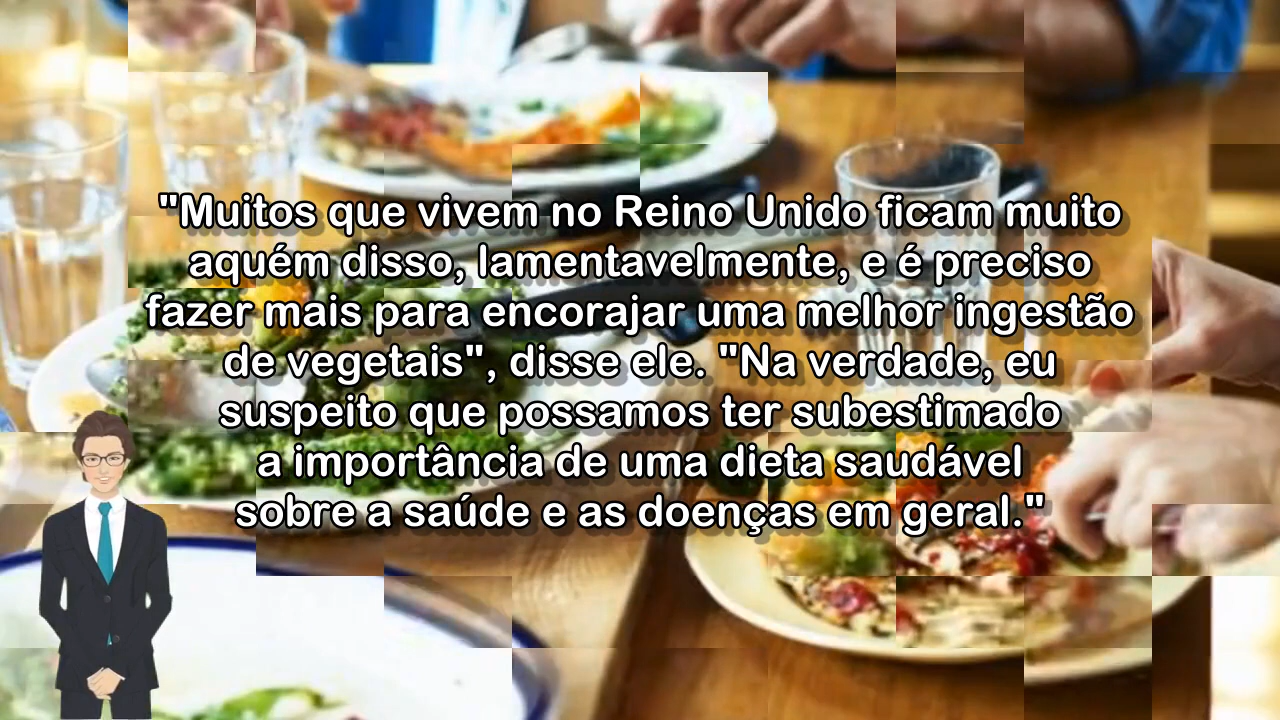 "Muitos que vivem no Reino Unido ficam muito
aquém disso, lamentavelmente, e é preciso
fazer mais para encorajar uma melhor ingestão
de vegetais", disse ele. "Na verdade, eu
suspeito que possamos ter subestimado
a importância de uma dieta saudável
sobre a saúde e as doenças em geral."